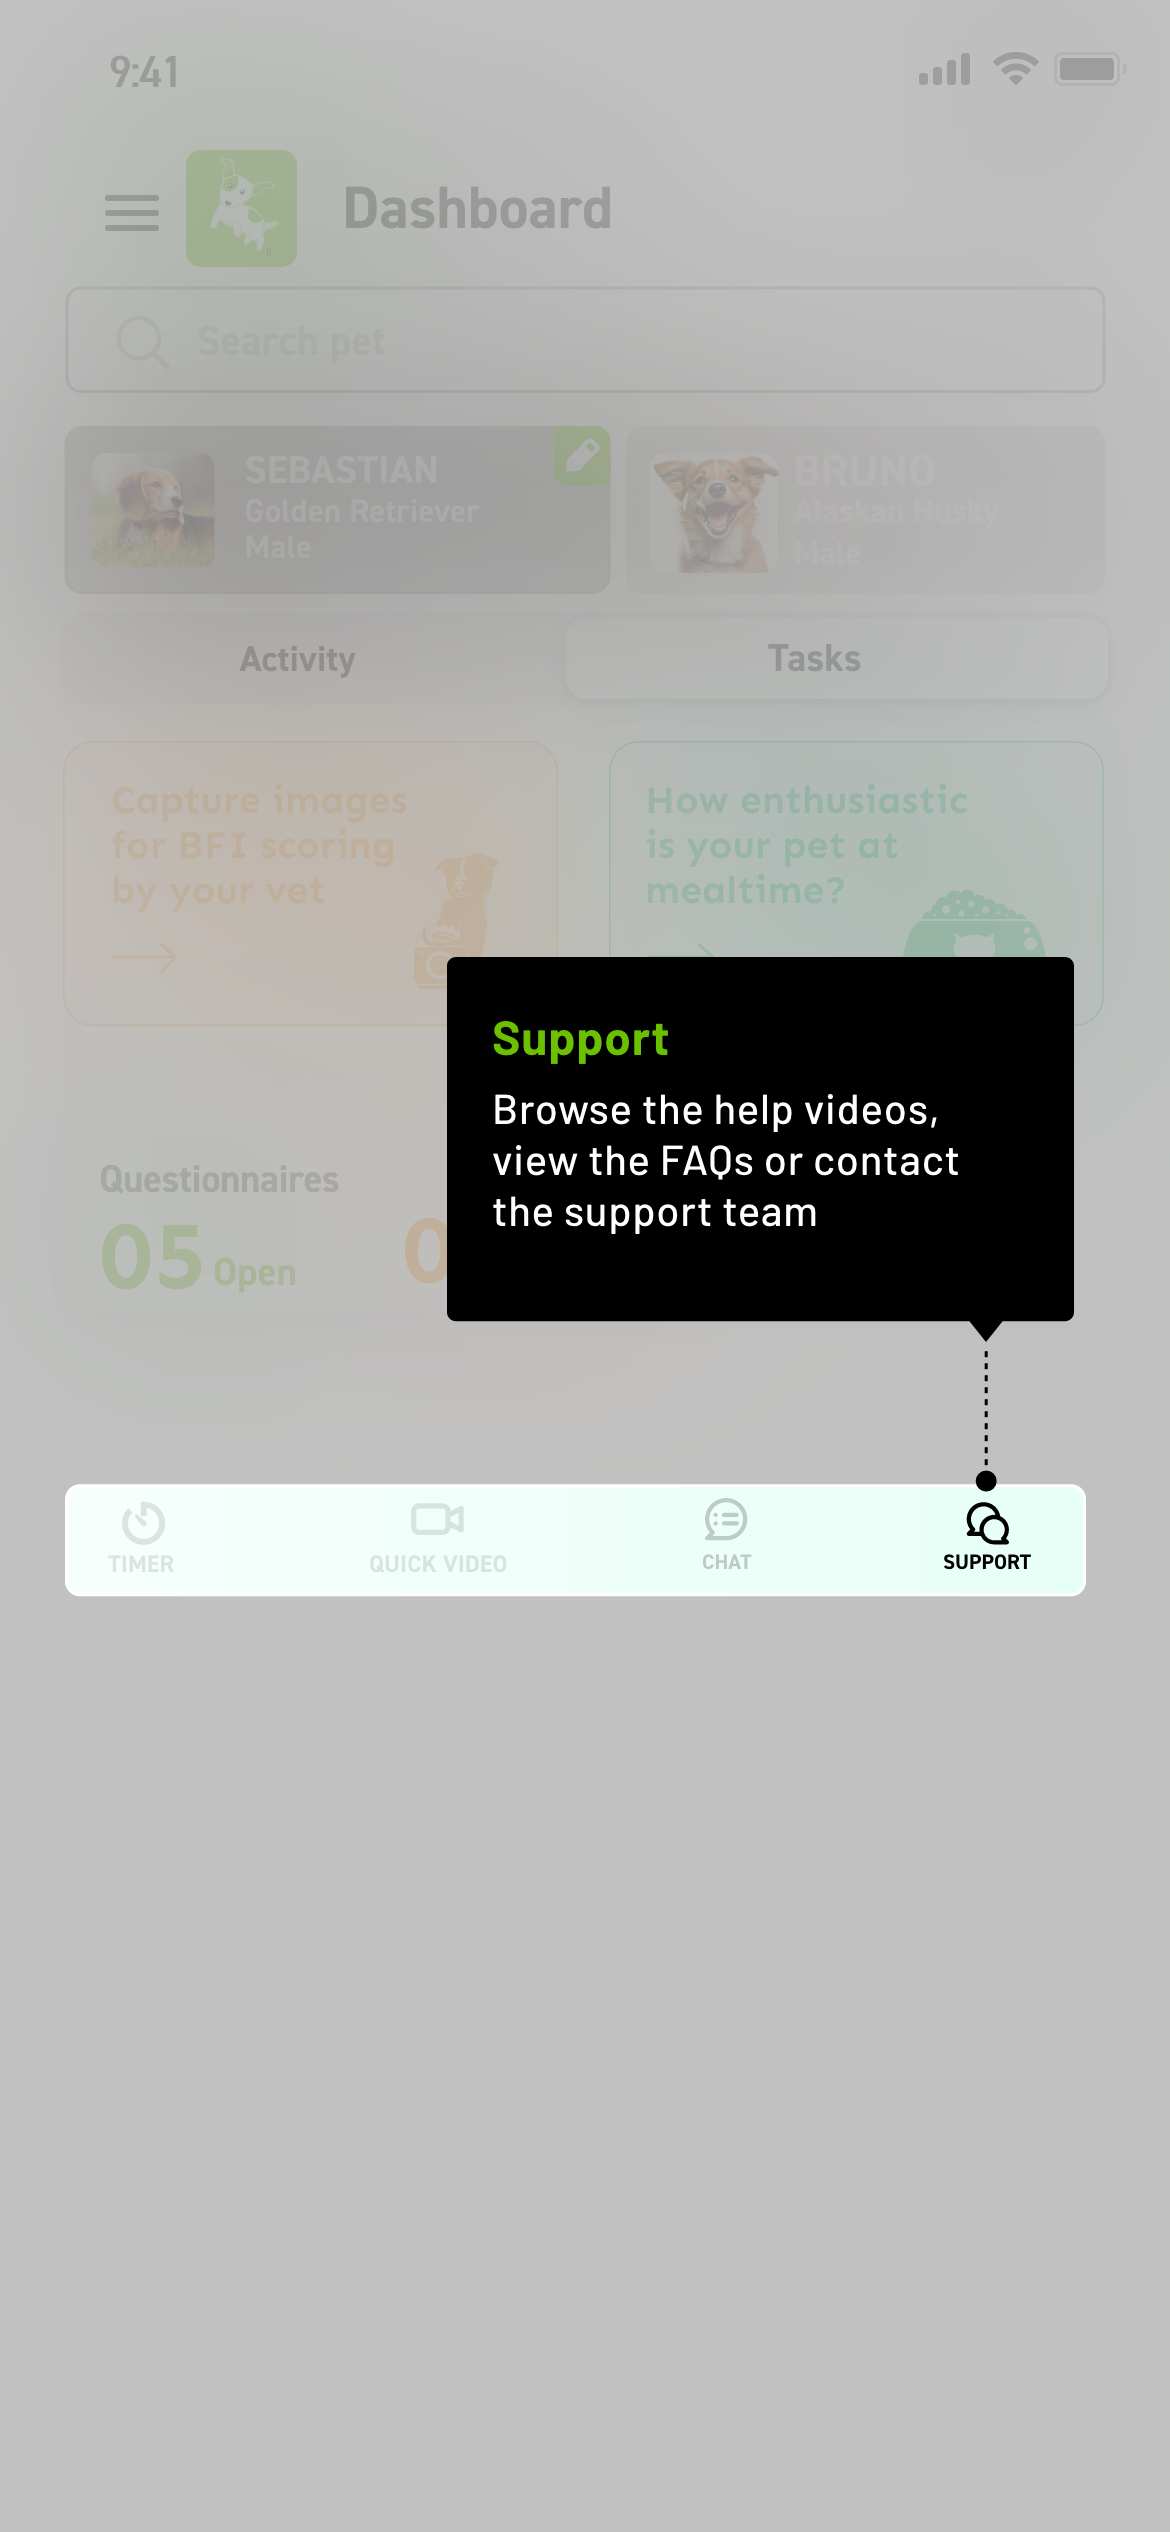 9:41
Dashboard
Search pet
SEBASTIAN
Golden Retriever
Male
BRUNO
Alaskan Husky
Male
Activity
Tasks
Capture images
for BFI scoring
by your vet
How enthusiastic
is your pet at
mealtime?
Support
Browse the help videos,
view the FAQs or contact
the support team
Questionnaires
05 Open
0
TIMER
QUICK VIDEO
CHAT
SUPPORT